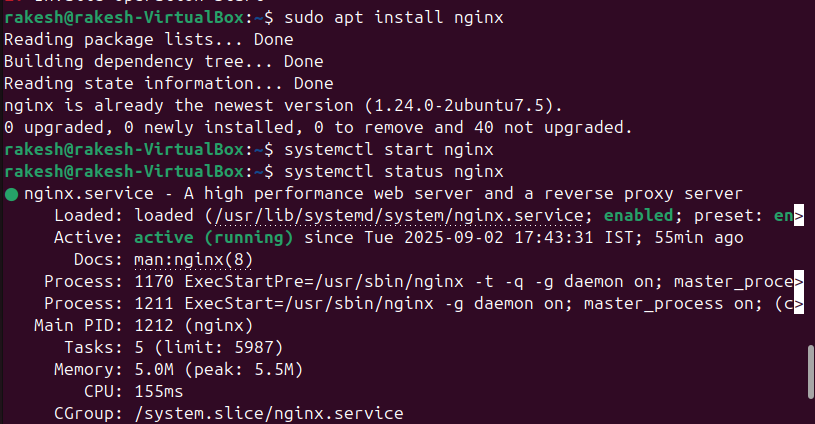 rakesh@rakesh-VirtualBox:~$ sudo apt install nginx
Reading package lists... Done
Building dependency tree... Done
Reading state information... Done
nginx is already the newest version (1.24.0-2ubuntu7.5).
0 upgraded, 0 newly installed, 0 to remove and 40 not upgraded.
rakesh@rakesh-VirtualBox:~$ systemctl start nginx
rakesh@rakesh-VirtualBox:~$ systemctl status nginx
● nginx.service - A high performance web server and a reverse proxy server
Loaded: loaded (/usr/lib/systemd/system/nginx.service; enabled; preset: en>
Active: active (running) since Tue 2025-09-02 17:43:31 IST; 55min ago
Docs: man:nginx(8)
Process: 1170 ExecStartPre=/usr/sbin/nginx -t -q -g daemon on; master_proce>
Process: 1211 ExecStart=/usr/sbin/nginx -g daemon on; master_process on; (c>
Main PID: 1212 (nginx)
Tasks: 5 (limit: 5987)
Memory: 5.0M (peak: 5.5M)
CPU: 155ms
CGroup: /system.slice/nginx.service